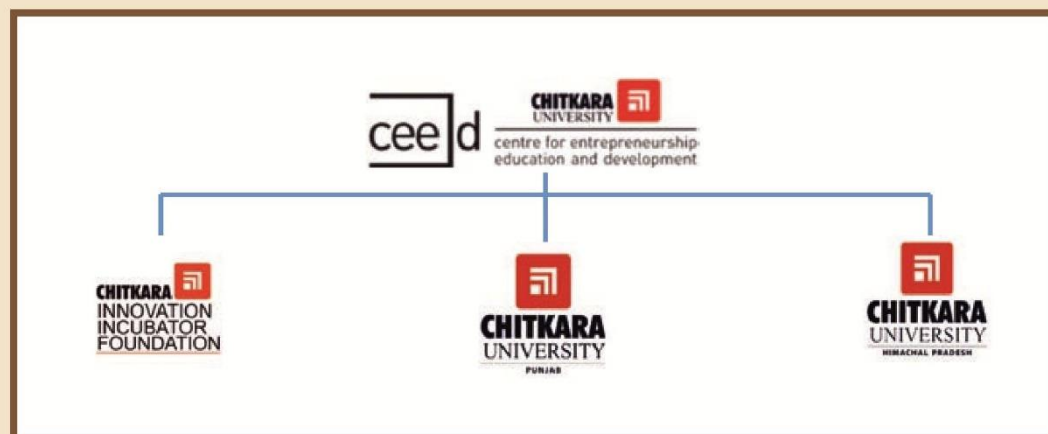 ceed
CHITKARA
UNIVERSITY
centre for entrepreneurship
education and development
CHITKARA
INNOVATION
INCUBATOR
FOUNDATION
CHITKARA
UNIVERSITY
PUNJAB
CHITKARA
UNIVERSITY
HIMACHAL PRADESH